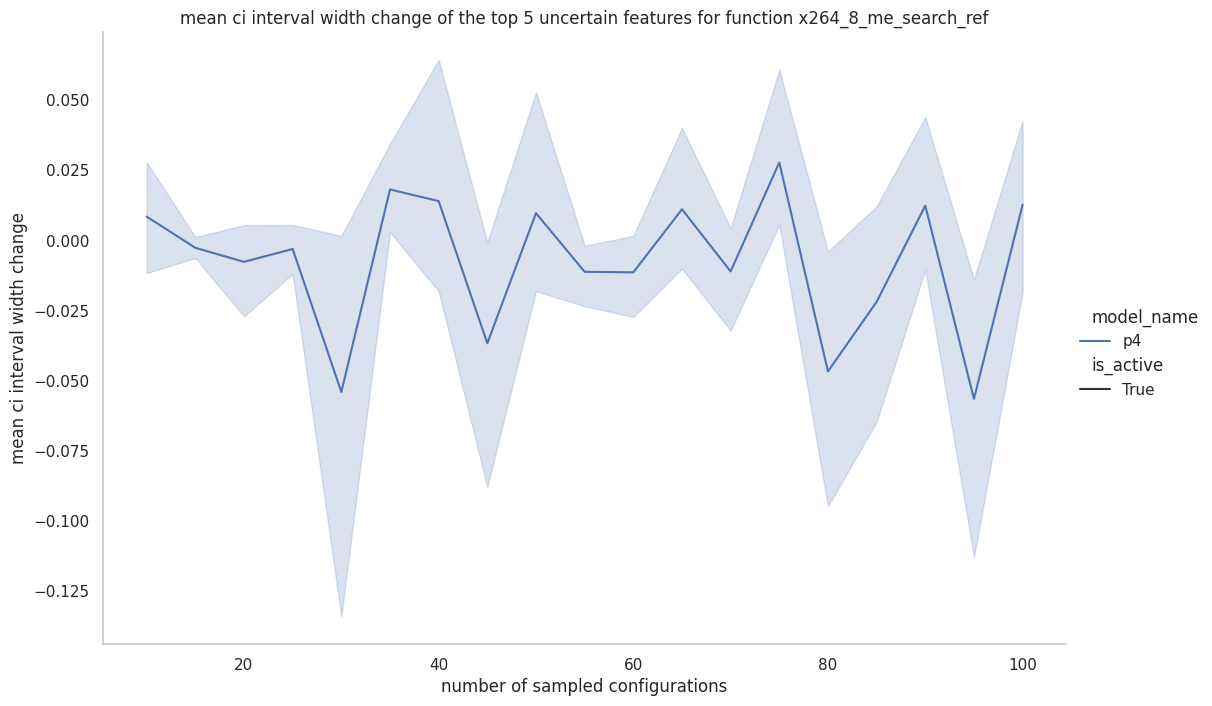 mean ci interval width change of the top 5 uncertain features for function x264_8_me_search_ref
0.050
0.025
0.000
−0.025
−0.050
−0.075
−0.100
−0.125
mean ci interval width change
20
40
60
80
100
number of sampled configurations
model_name
p4
is_active
True